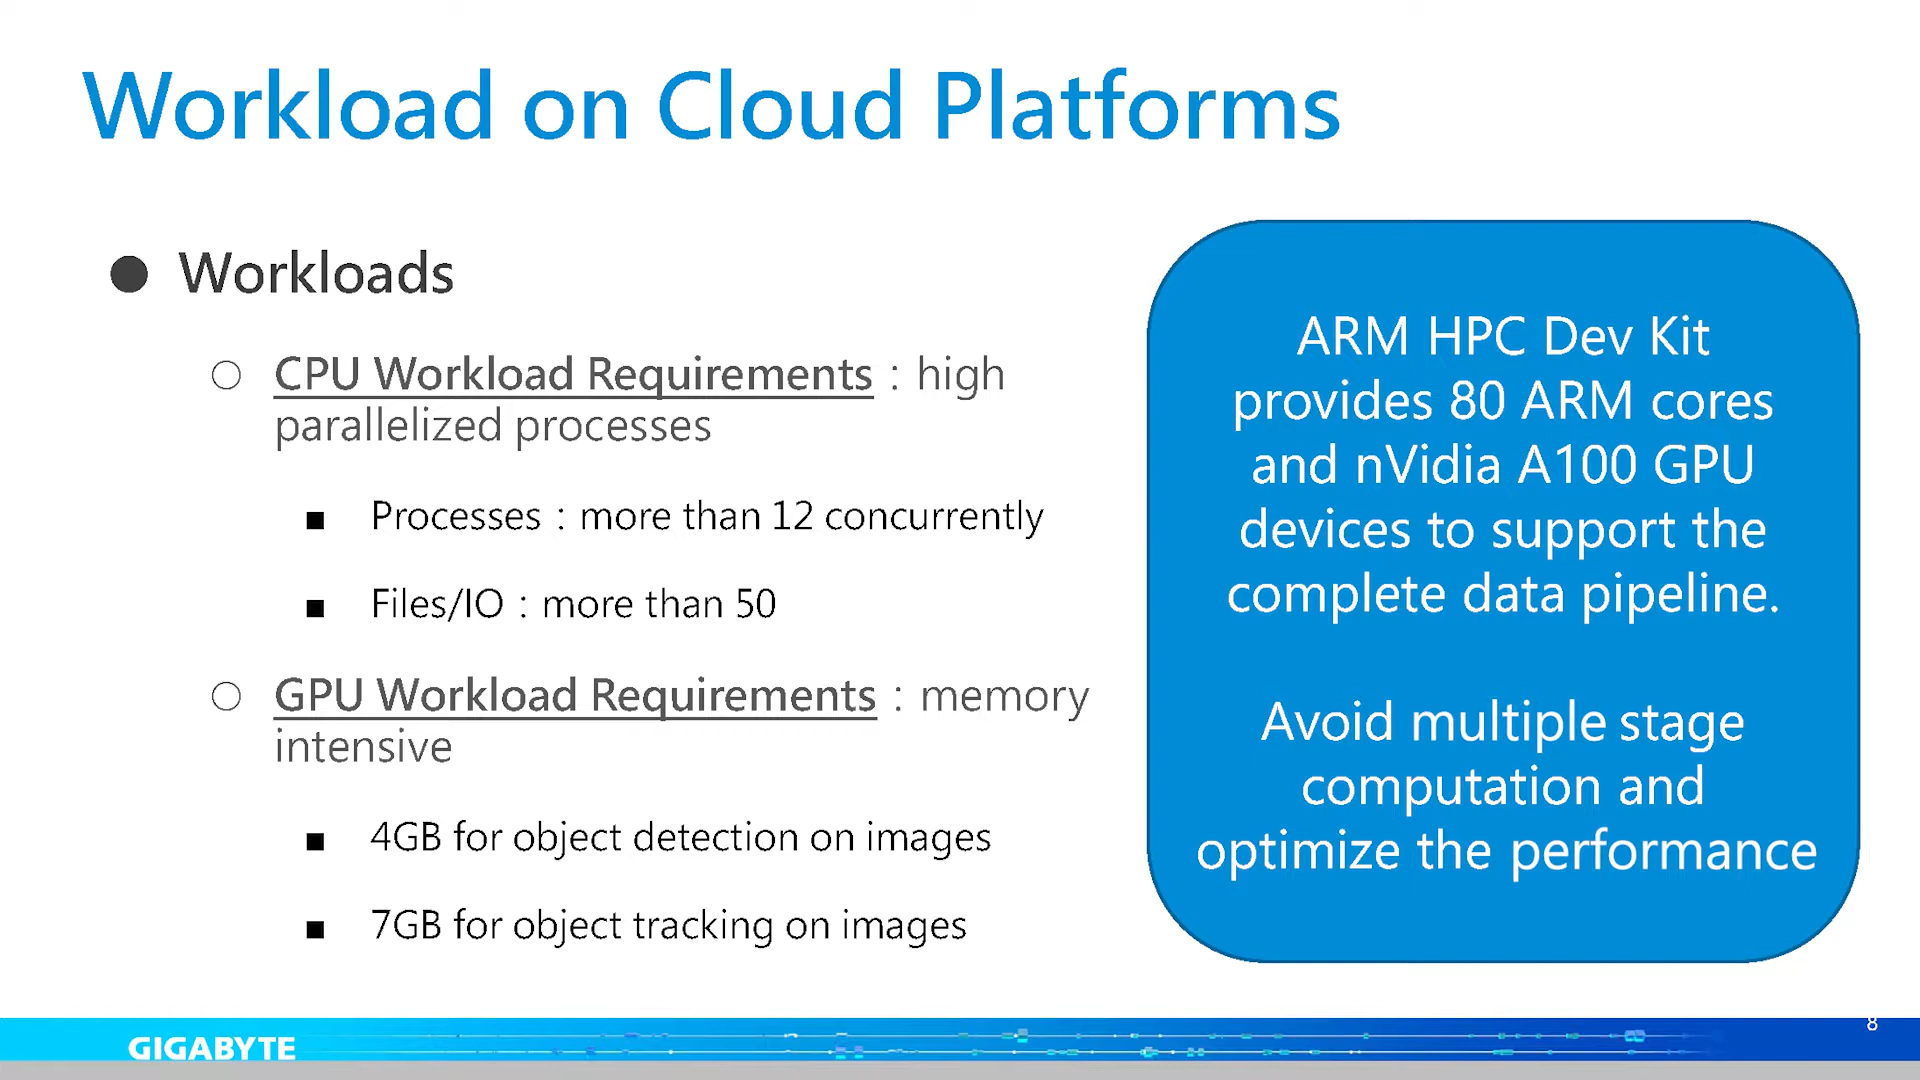 Workload on Cloud Platforms
● Workloads
○ CPU Workload Requirements : high
parallelized processes
■ Processes : more than 12 concurrently
■ Files/IO : more than 50
○ GPU Workload Requirements : memory
intensive
■ 4GB for object detection on images
■ 7GB for object tracking on images
ARM HPC Dev Kit
provides 80 ARM cores
and nVidia A100 GPU
devices to support the
complete data pipeline.
Avoid multiple stage
computation and
optimize the performance
GIGABYTE
8